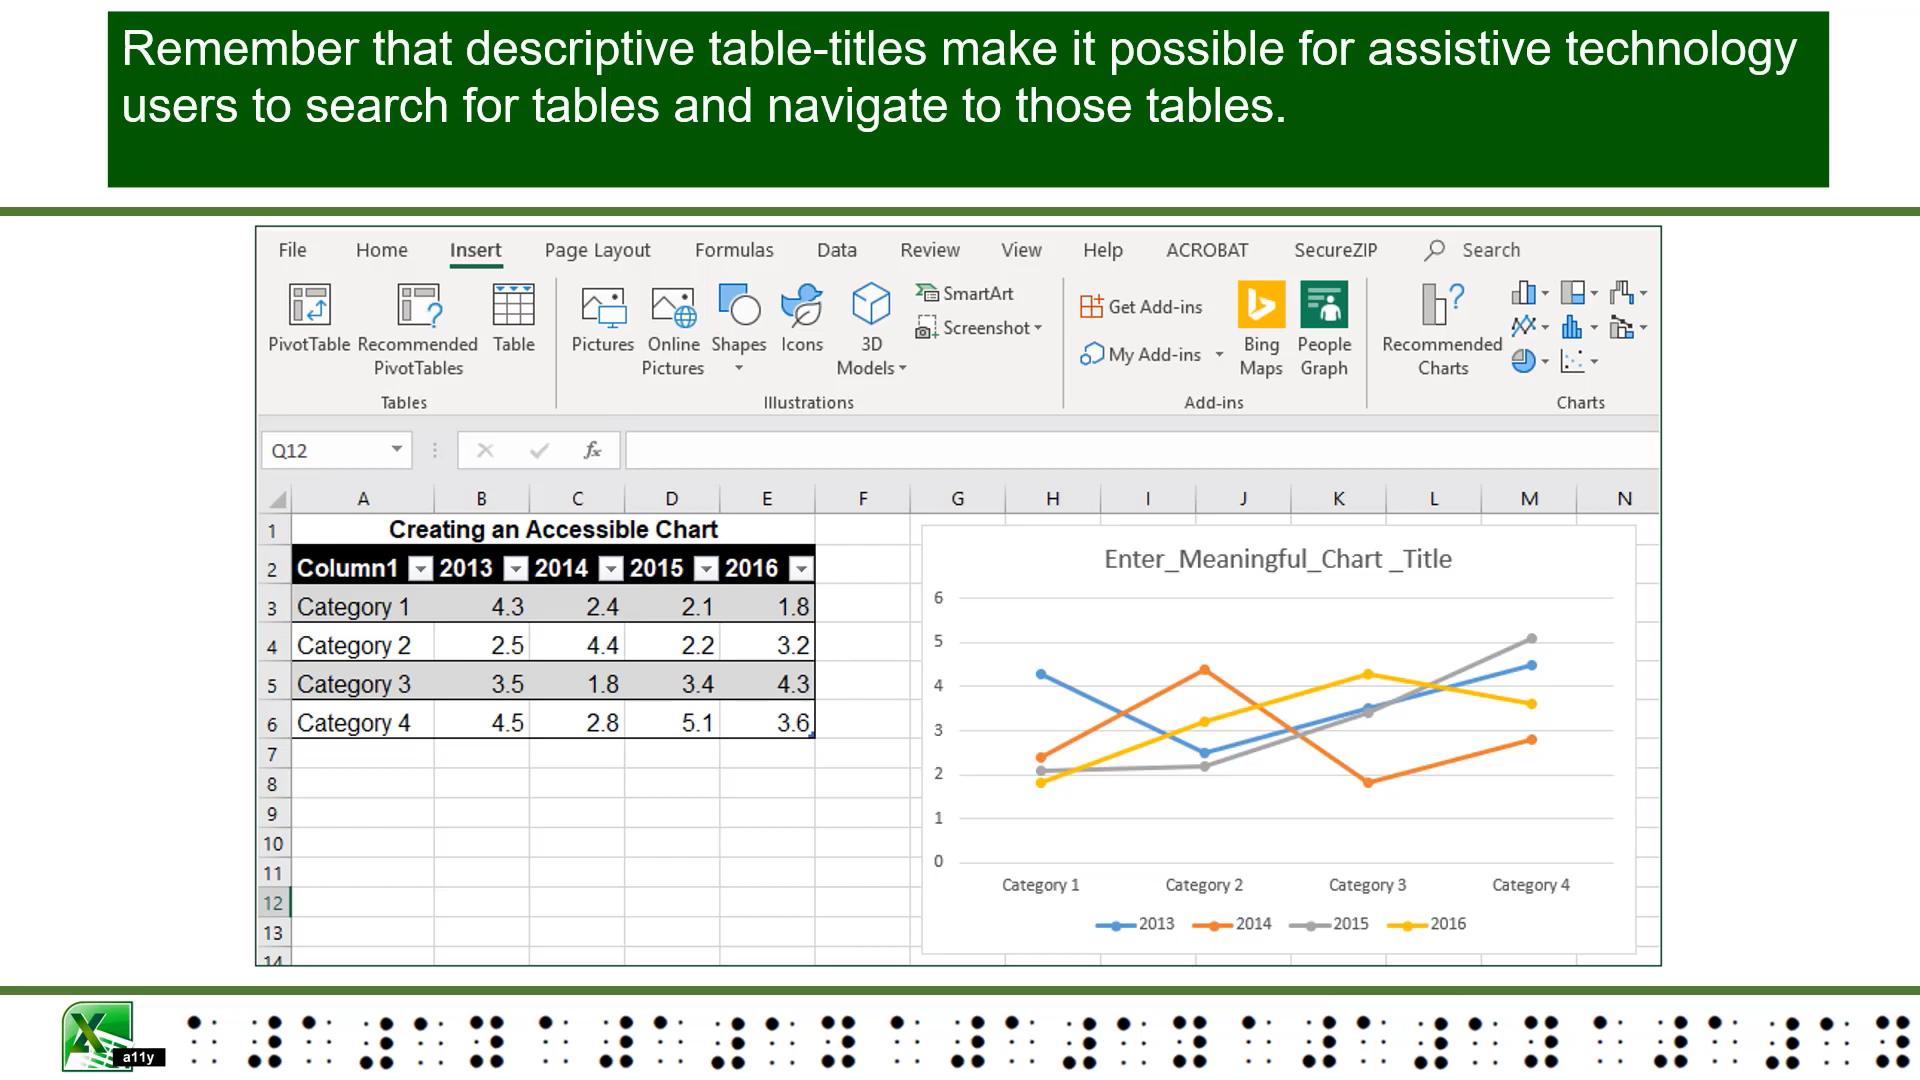 Remember that descriptive table-titles make it possible for assistive technology
users to search for tables and navigate to those tables.
File Home Insert Page Layout Formulas Data Review View Help ACROBAT SecureZIP Search
PivotTable Recommended PivotTables Table
Pictures Online Pictures Shapes Icons 3D Models SmartArt Screenshot
Get Add-ins My Add-ins Bing Maps People Graph
Recommended Charts
Tables Illustrations Add-ins Charts
Q12 fx
A B C D E F G H I J K L M N
1 Creating an Accessible Chart
2 Column1 2013 2014 2015 2016
3 Category 1 4.3 2.4 2.1 1.8
4 Category 2 2.5 4.4 2.2 3.2
5 Category 3 3.5 1.8 3.4 4.3
6 Category 4 4.5 2.8 5.1 3.6
7
8
9
10
11
12
13
14
Enter_Meaningful_Chart _Title
6
5
4
3
2
1
0
Category 1 Category 2 Category 3 Category 4
2013 2014 2015 2016
X a11y